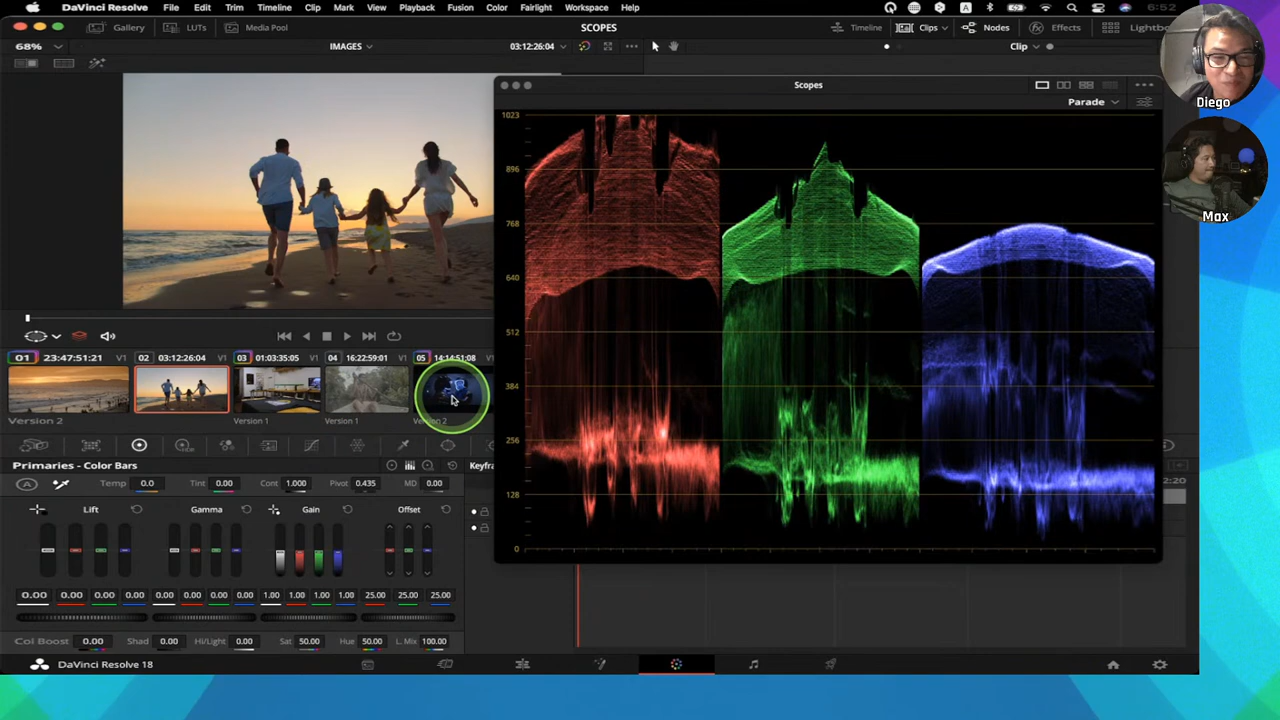 DaVinci Resolve File Edit Trim Timeline Clip Mark View Playback Fusion Color Fairlight Workspace Help A 6:52
Gallery LUTs Media Pool SCOPES Timeline Clips Nodes Effects Lightb
68% IMAGES 03:12:26:04 Clip
Diego
Max
Scopes
Parade
1023
896
768
640
512
384
256
128
0
01 23:47:51:21 V1 02 03:12:26:04 V1 03 01:03:35:05 V1 04 16:22:59:01 V1 05 14:14:51:08
Version 2 Version 1 Version 1
Primaries - Color Bars Keyfra
A Temp 0.0 Tint 0.00 Cont 1.000 Pivot 0.435 MD 0.00
2:20
Lift Gamma Gain Offset
0.00 0.00 0.00 0.00 0.00 0.00 0.00 0.00 1.00 1.00 1.00 1.00 25.00 25.00 25.00
Col Boost 0.00 Shad 0.00 Hi/Light 0.00 Sat 50.00 Hue 50.00 L. Mix 100.00
DaVinci Resolve 18